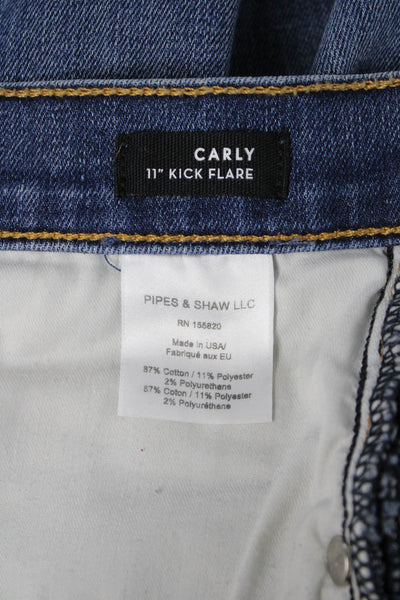 CARLY
11" KICK FLARE
PIPES & SHAW LLC
RN 155820
Made in USA/
Fabriqué aux EU
87% Cotton / 11% Polyester
2% Polyurethane
87% Coton / 11% Polyester
2% Polyuréthane